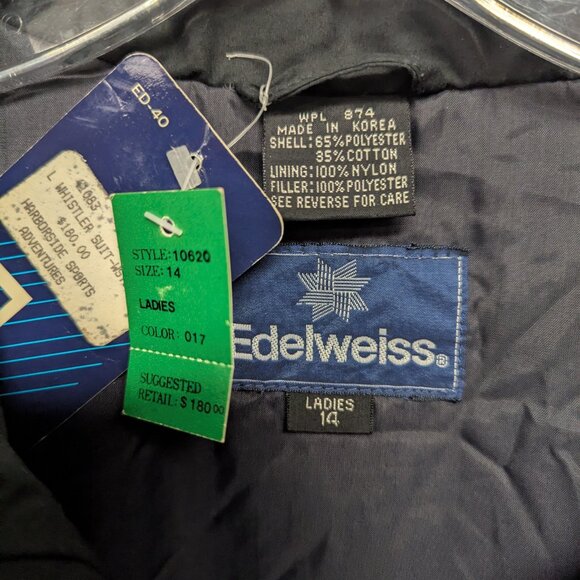 ED-40
L WHISTLER SUIT-WS
$180.00
HARBORSIDE SPORTS
ADVENTURES
STYLE:10620
SIZE: 14
LADIES
COLOR: 017
SUGGESTED
RETAIL: $ 180.00
WPL 874
MADE IN KOREA
SHELL: 65%POLYESTER
35%COTTON
LINING:100%NYLON
FILLER:100%POLYESTER
SEE REVERSE FOR CARE
Edelweiss®
LADIES
14